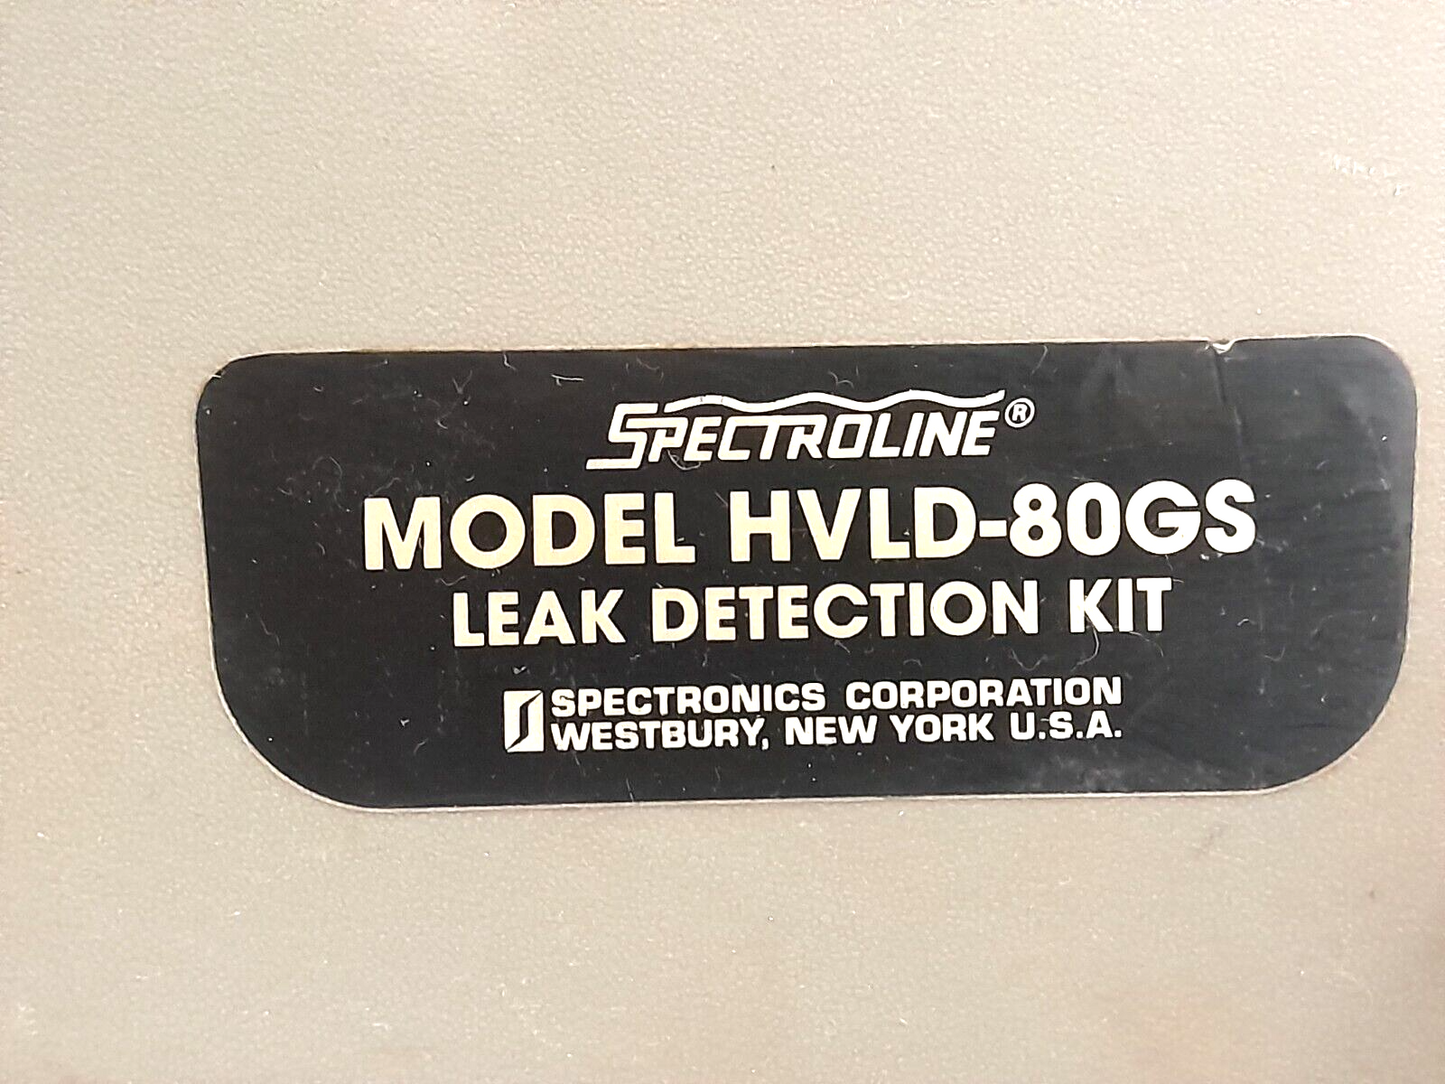 SPECTROLINE®
MODEL HVLD-80GS
LEAK DETECTION KIT
SPECTRONICS CORPORATION
WESTBURY, NEW YORK U.S.A.